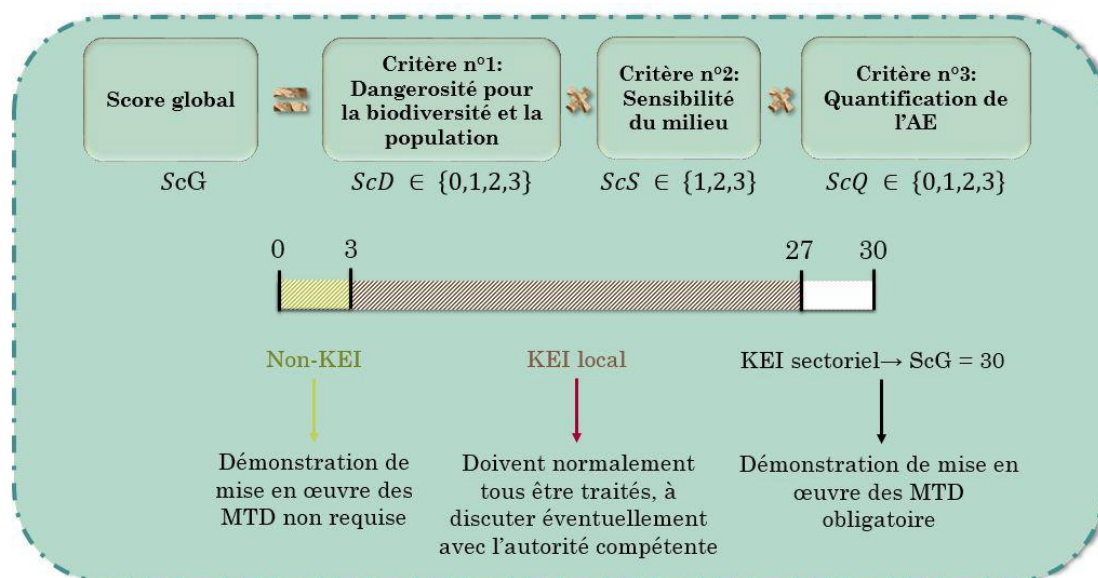 Score global
=
Critère n°1:
Dangerosité pour
la biodiversité et la
population
×
Critère n°2:
Sensibilité
du milieu
×
Critère n°3:
Quantification de
l'AE
ScG
ScD ∈ {0,1,2,3}
ScS ∈ {1,2,3}
ScQ ∈ {0,1,2,3}
0
3
27
30
Non-KEI
KEI local
KEI sectoriel→ ScG = 30
Démonstration de
mise en œuvre des
MTD non requise
Doivent normalement
tous être traités, à
discuter éventuellement
avec l'autorité compétente
Démonstration de mise en
œuvre des MTD
obligatoire